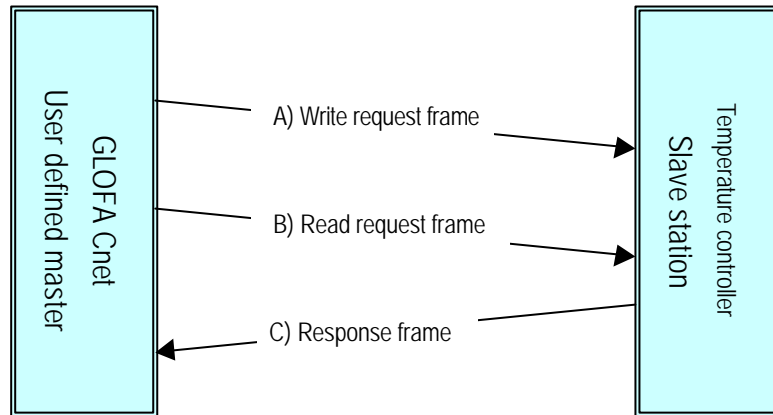 GLOFA Cnet
User defined master
A) Write request frame
B) Read request frame
C) Response frame
Temperature controller
Slave station